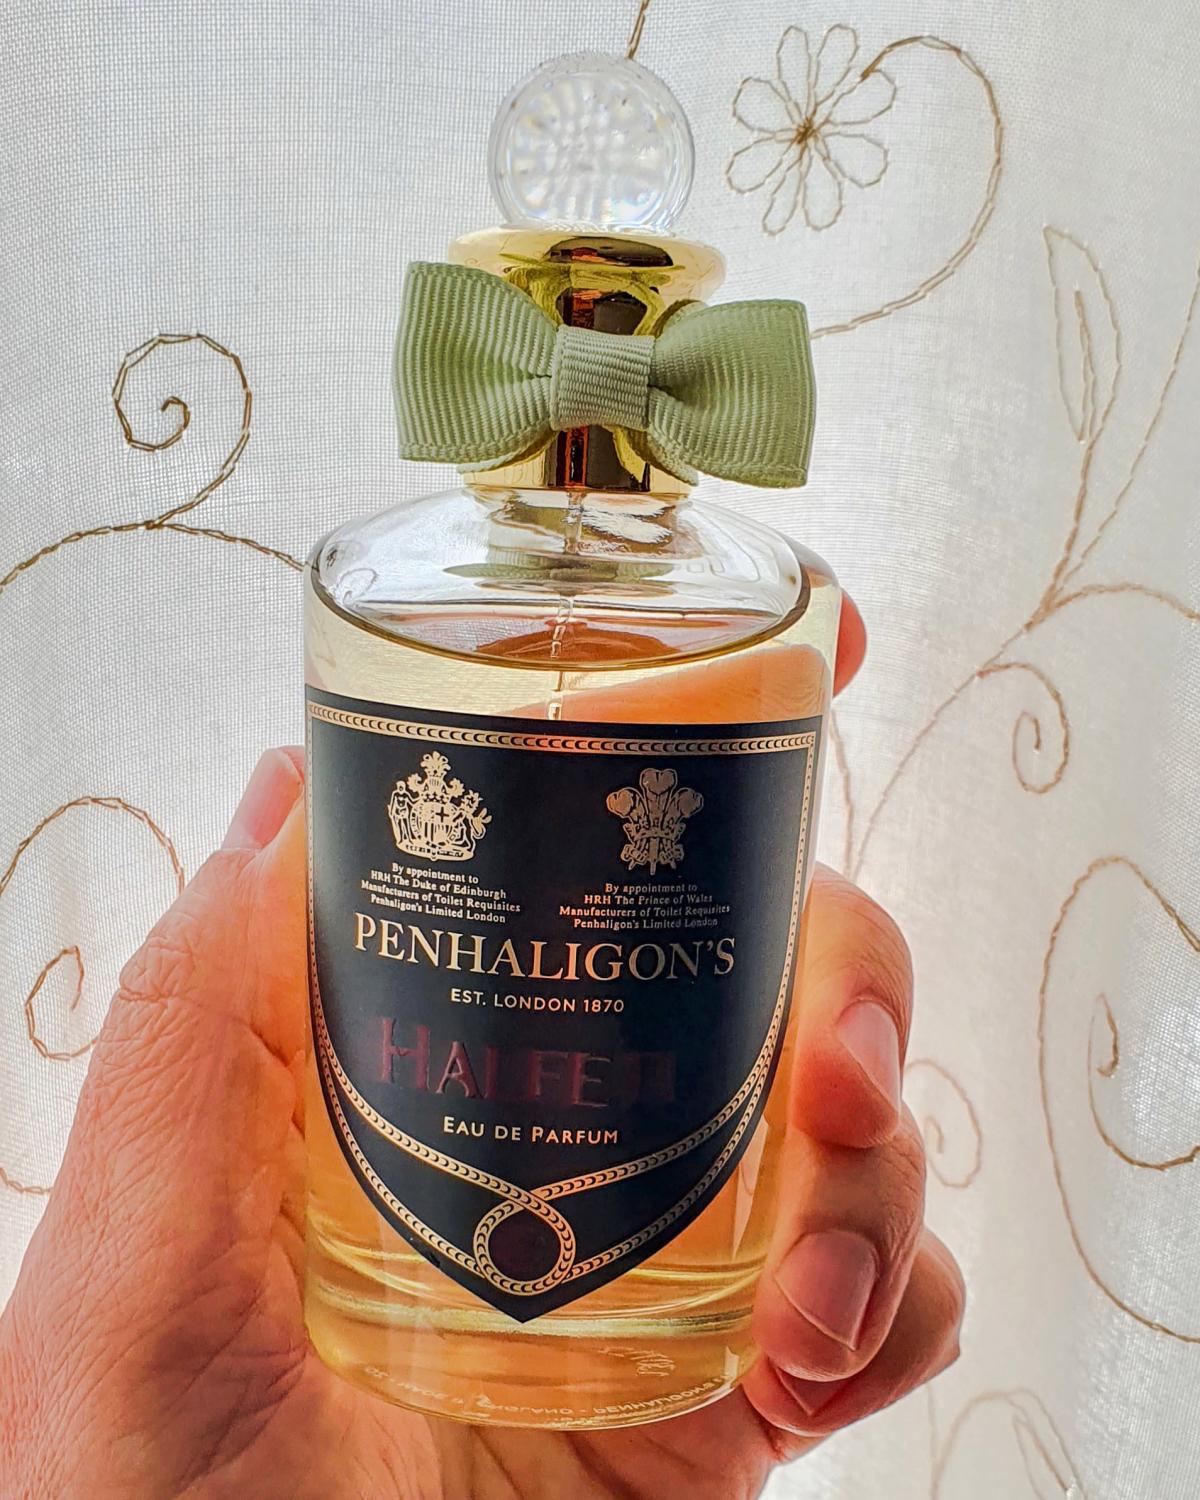 By appointment to
HRH The Duke of Edinburgh
Manufacturers of Toilet Requisites
Penhaligon's Limited London
By appointment to
HRH The Prince of Wales
Manufacturers of Toilet Requisites
Penhaligon's Limited London
PENHALIGON'S
EST. LONDON 1870
HALFETI
EAU DE PARFUM